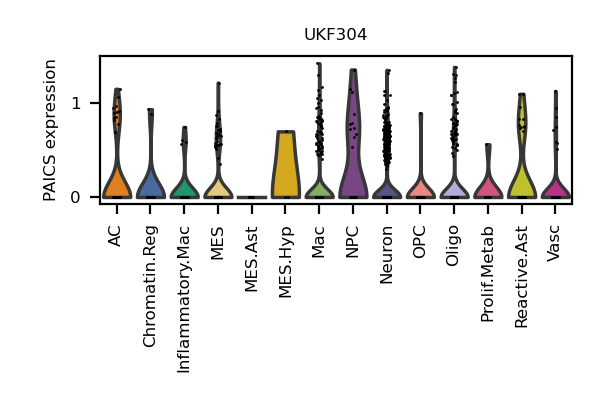 UKF304
PAICS expression
1
0
AC
Chromatin.Reg
Inflammatory.Mac
MES
MES.Ast
MES.Hyp
Mac
NPC
Neuron
OPC
Oligo
Prolif.Metab
Reactive.Ast
Vasc